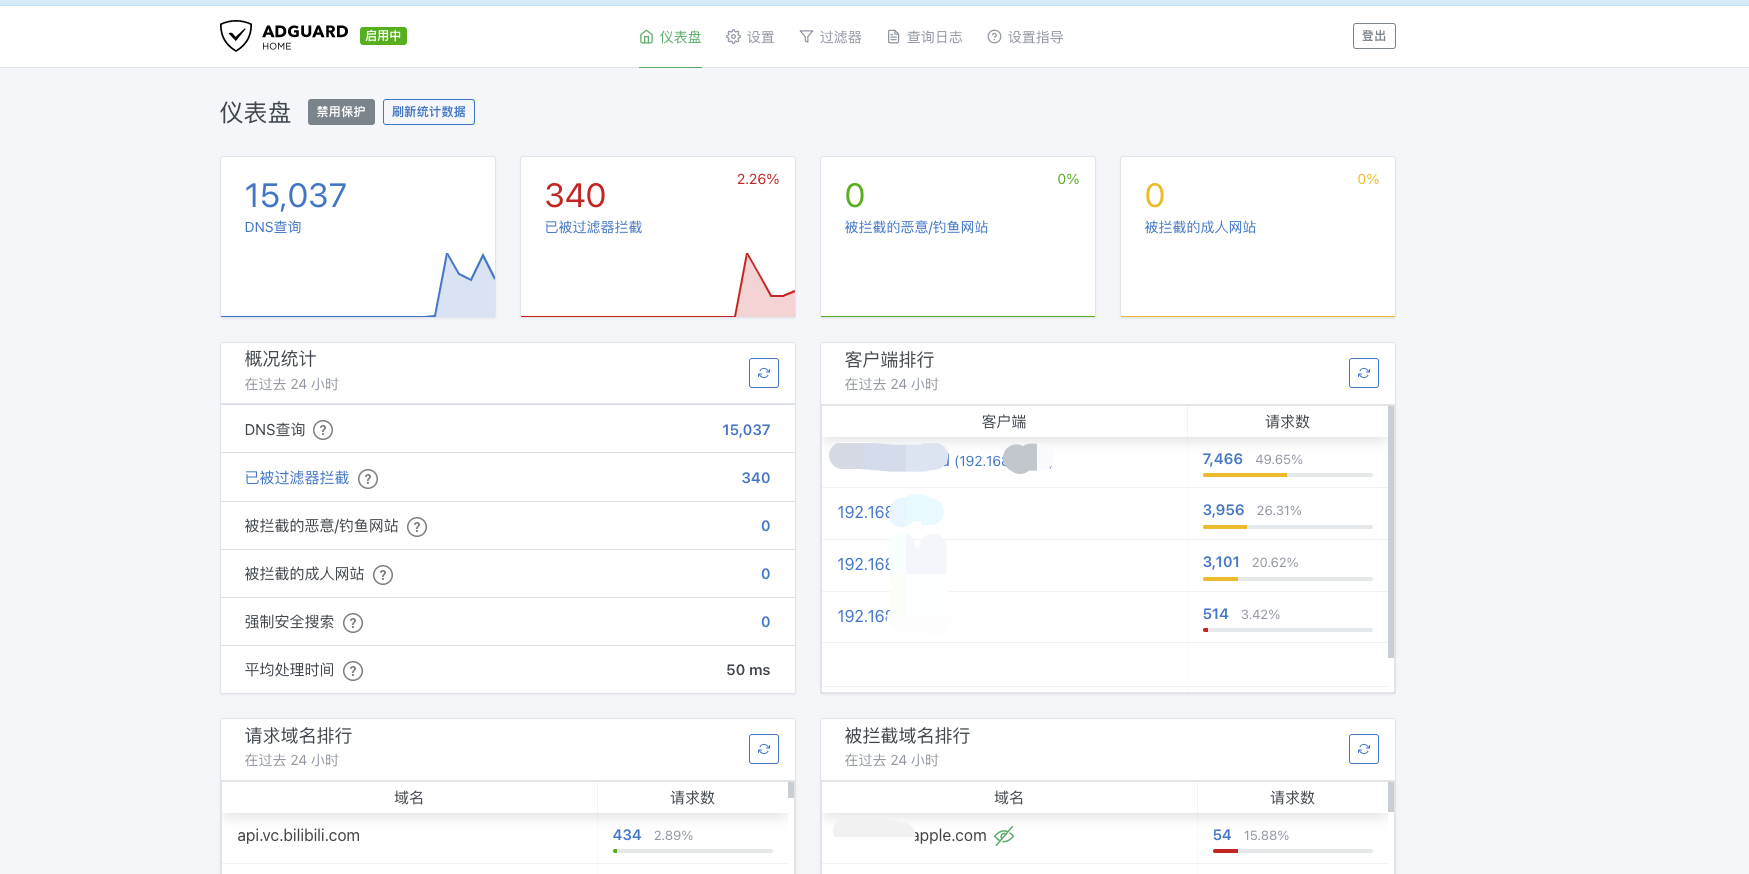 ADGUARD
HOME
启用中
仪表盘
设置
过滤器
查询日志
设置指导
登出
仪表盘
禁用保护
刷新统计数据
15,037
DNS查询
340
2.26%
已被过滤器拦截
0
0%
被拦截的恶意/钓鱼网站
0
0%
被拦截的成人网站
概况统计
在过去 24 小时
DNS查询
15,037
已被过滤器拦截
340
被拦截的恶意/钓鱼网站
0
被拦截的成人网站
0
强制安全搜索
0
平均处理时间
50 ms
客户端排行
在过去 24 小时
客户端
请求数
(192.168
7,466 49.65%
192.168
3,956 26.31%
192.168
3,101 20.62%
192.168
514 3.42%
请求域名排行
在过去 24 小时
域名
请求数
api.vc.bilibili.com
434 2.89%
被拦截域名排行
在过去 24 小时
域名
请求数
apple.com
54 15.88%